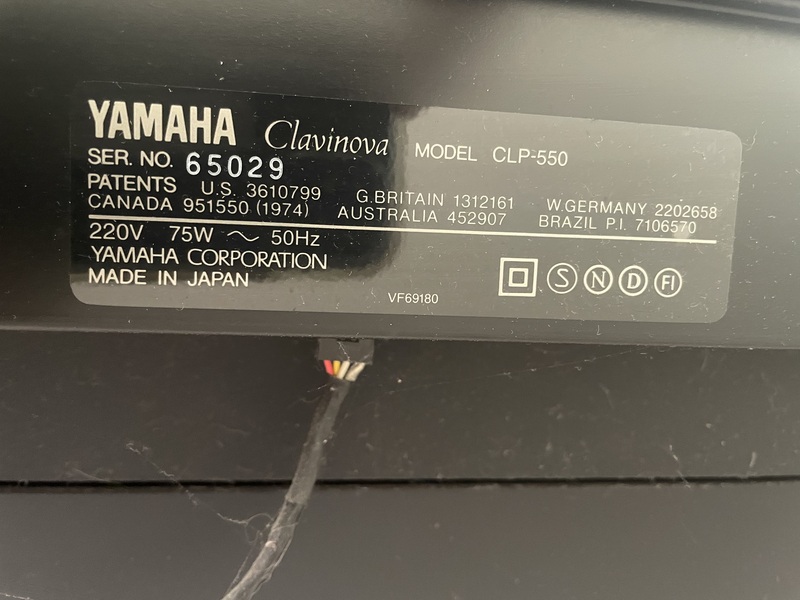 YAMAHA Clavinova MODEL CLP-550
SER. NO. 65029
PATENTS U.S. 3610799 G.BRITAIN 1312161 W.GERMANY 2202658
CANADA 951550 (1974) AUSTRALIA 452907 BRAZIL P.I. 7106570
220V 75W ~ 50Hz
YAMAHA CORPORATION
MADE IN JAPAN
VF69180
S N D FI